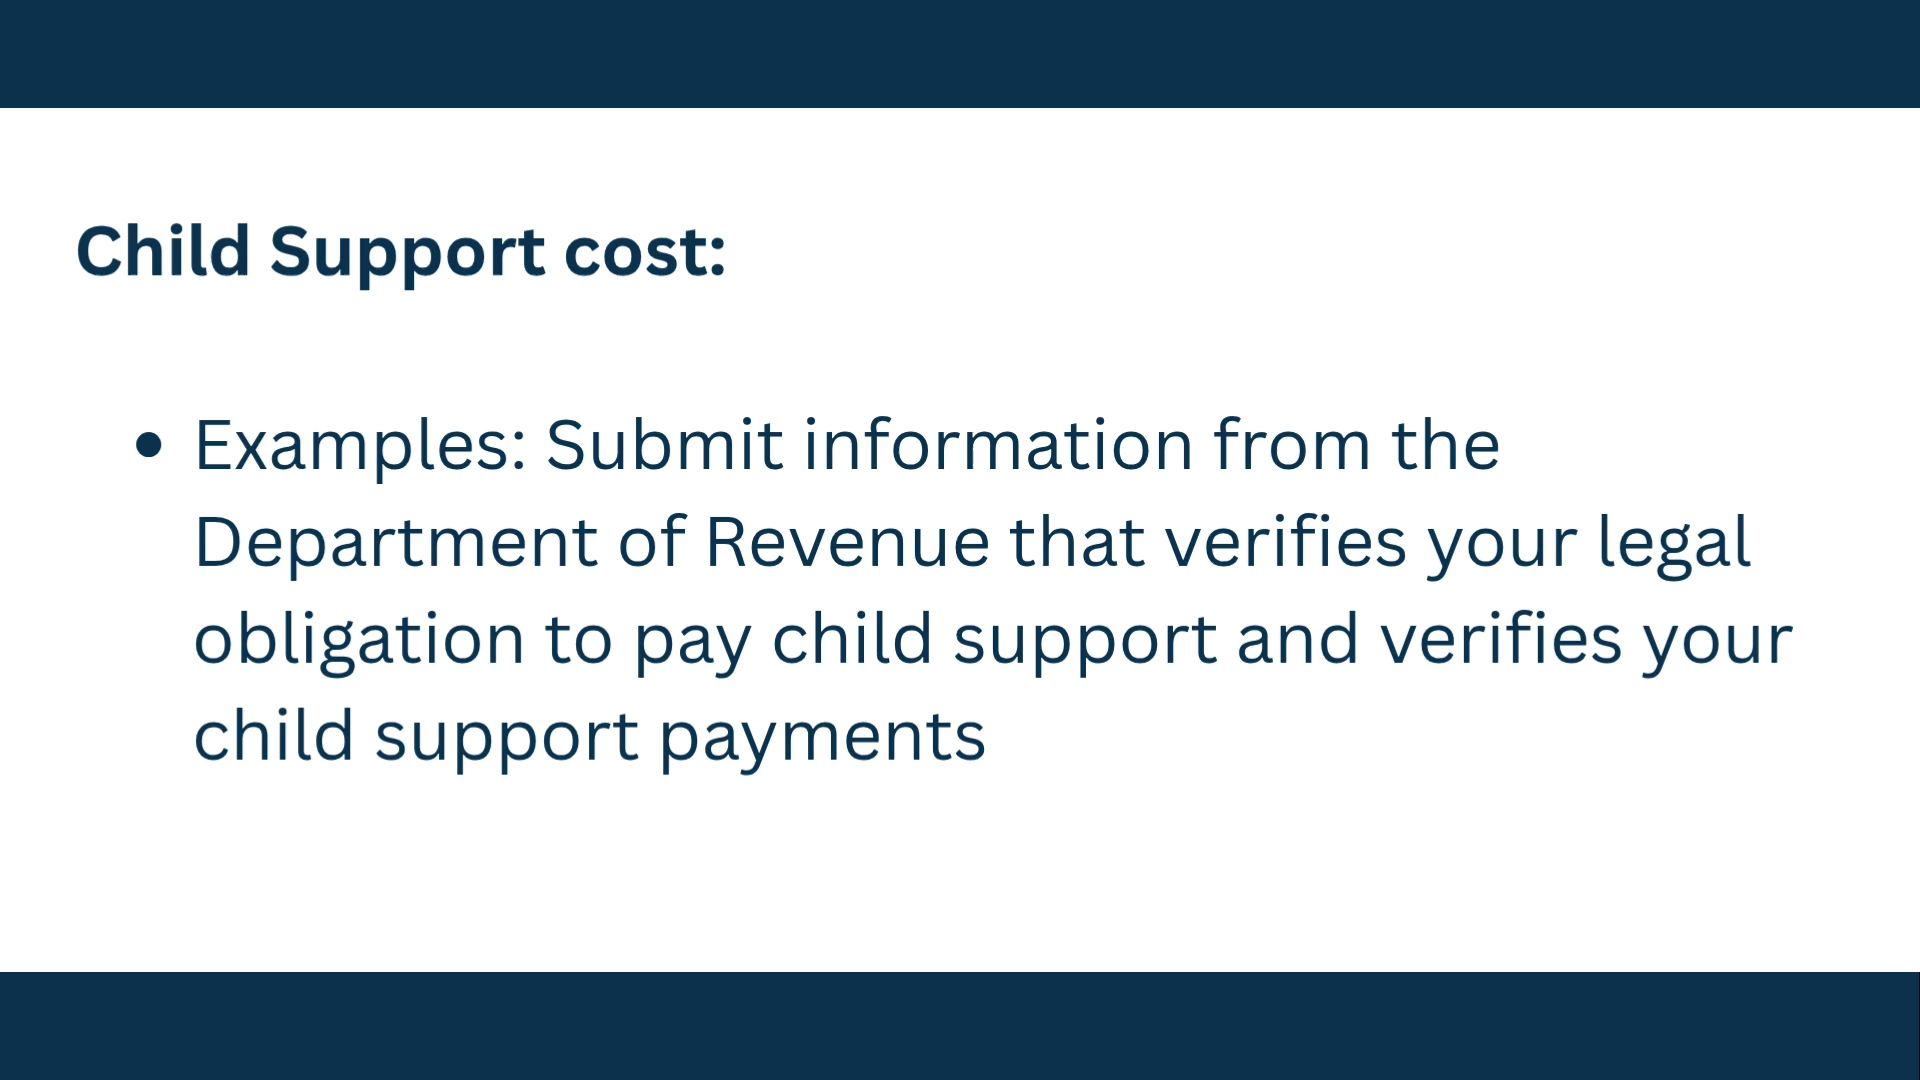 Child Support cost:
• Examples: Submit information from the
Department of Revenue that verifies your legal
obligation to pay child support and verifies your
child support payments